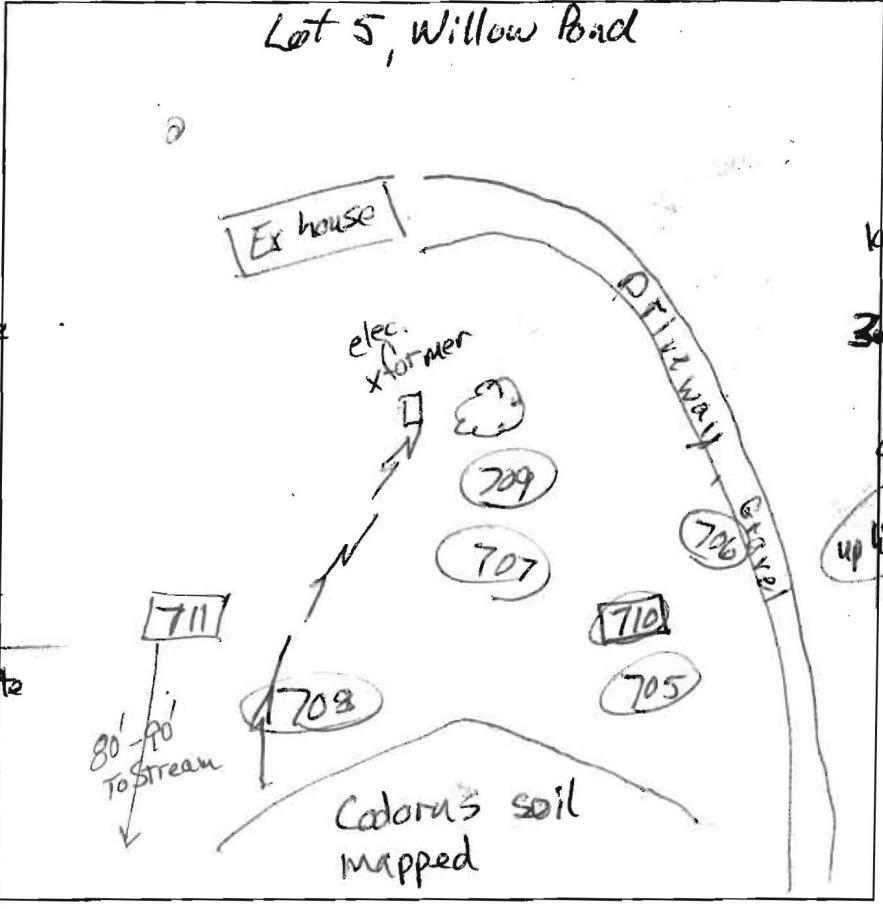 Lot 5, Willow Pond
Ex house
Driveway Gravel
elec.
xformer
709
707
706
up
711
710
708
705
80'-90'
To Stream
Codorus soil
mapped